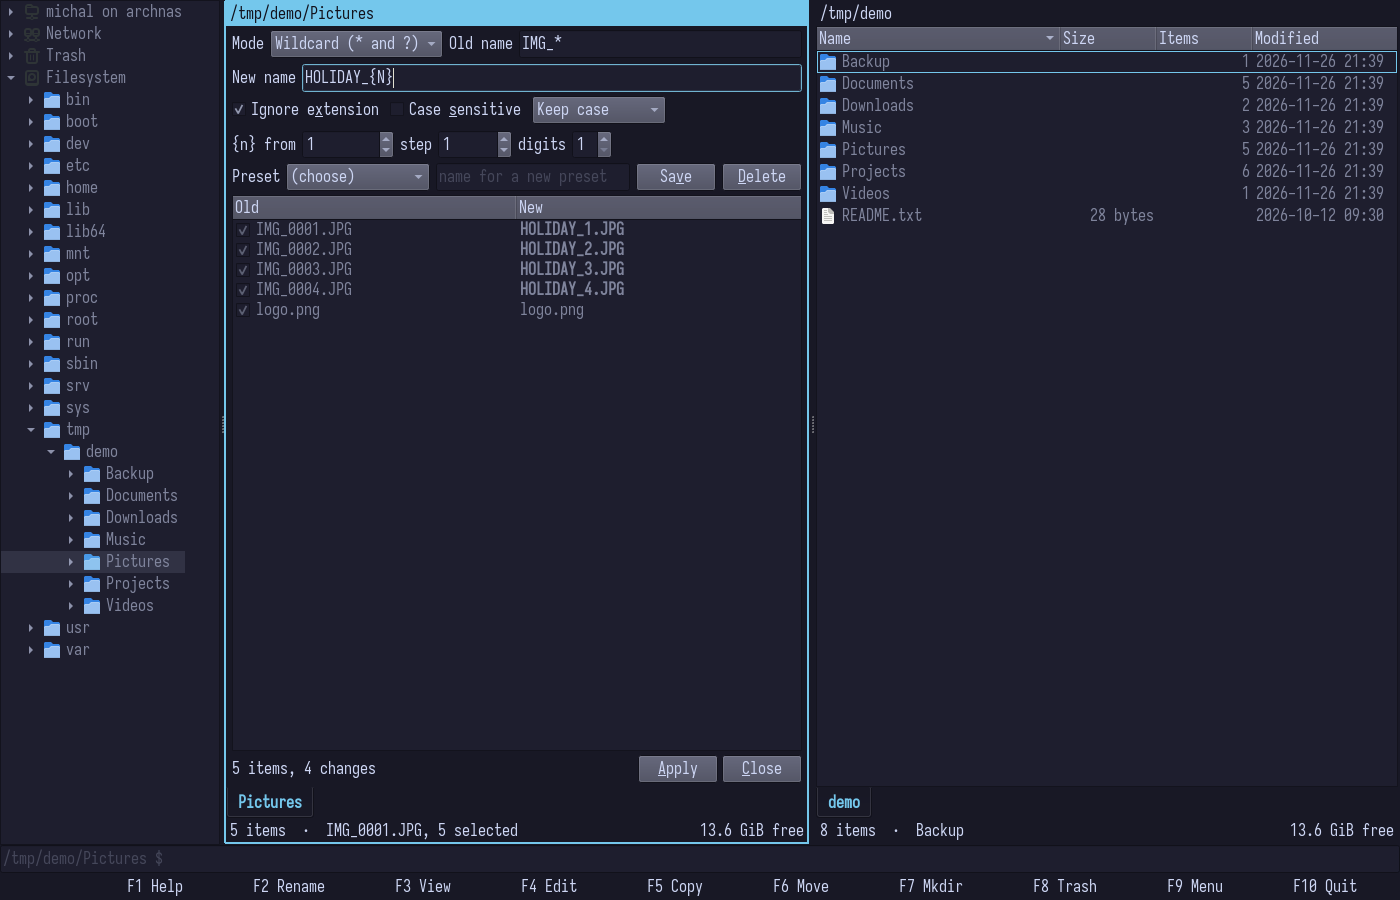 michal on archnas
Network
Trash
Filesystem
bin
boot
dev
etc
home
lib
lib64
mnt
opt
proc
root
run
sbin
srv
sys
tmp
demo
Backup
Documents
Downloads
Music
Pictures
Projects
Videos
usr
var
/tmp/demo/Pictures
Mode Wildcard (* and ?) Old name IMG_*
New name HOLIDAY_{N}
Ignore extension Case sensitive Keep case
{n} from 1 step 1 digits 1
Preset (choose) name for a new preset Save Delete
Old New
IMG_0001.JPG HOLIDAY_1.JPG
IMG_0002.JPG HOLIDAY_2.JPG
IMG_0003.JPG HOLIDAY_3.JPG
IMG_0004.JPG HOLIDAY_4.JPG
logo.png logo.png
5 items, 4 changes Apply Close
Pictures
5 items · IMG_0001.JPG, 5 selected 13.6 GiB free
/tmp/demo
Name Size Items Modified
Backup 1 2026-11-26 21:39
Documents 5 2026-11-26 21:39
Downloads 2 2026-11-26 21:39
Music 3 2026-11-26 21:39
Pictures 5 2026-11-26 21:39
Projects 6 2026-11-26 21:39
Videos 1 2026-11-26 21:39
README.txt 28 bytes 2026-10-12 09:30
demo
8 items · Backup 13.6 GiB free
/tmp/demo/Pictures $
F1 Help F2 Rename F3 View F4 Edit F5 Copy F6 Move F7 Mkdir F8 Trash F9 Menu F10 Quit